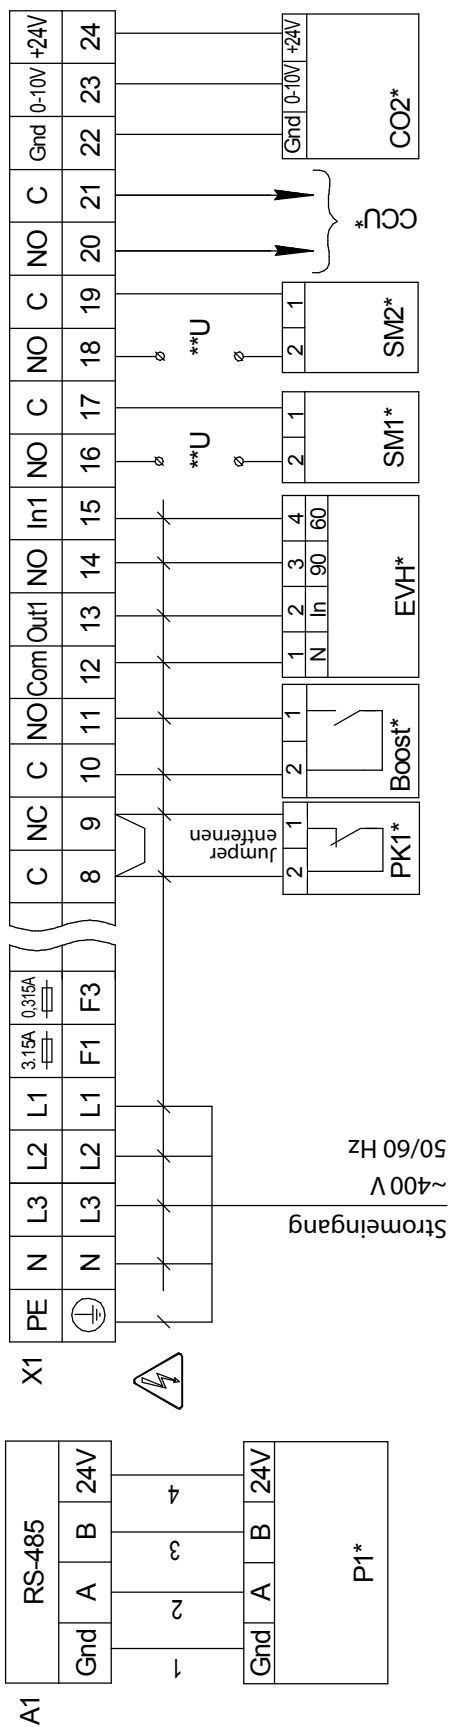 A1
RS-485
Gnd A B 24V
1 2 3 4
Gnd A B 24V
P1*
X1
PE N L3 L2 L1 3.15A 0,315A C NC C NO Com Out1 NO In1 NO C NO C NO C Gnd 0-10V +24V
N L3 L2 L1 F1 F3 8 9 10 11 12 13 14 15 16 17 18 19 20 21 22 23 24
Stromeingang
~400 V
50/60 Hz
Jumper
entfernen
2 1
PK1*
2 1
Boost*
1 2 3 4
N In 90 60
EVH*
**U
2 1
SM1*
**U
2 1
SM2*
CCU*
Gnd 0-10V +24V
CO2*